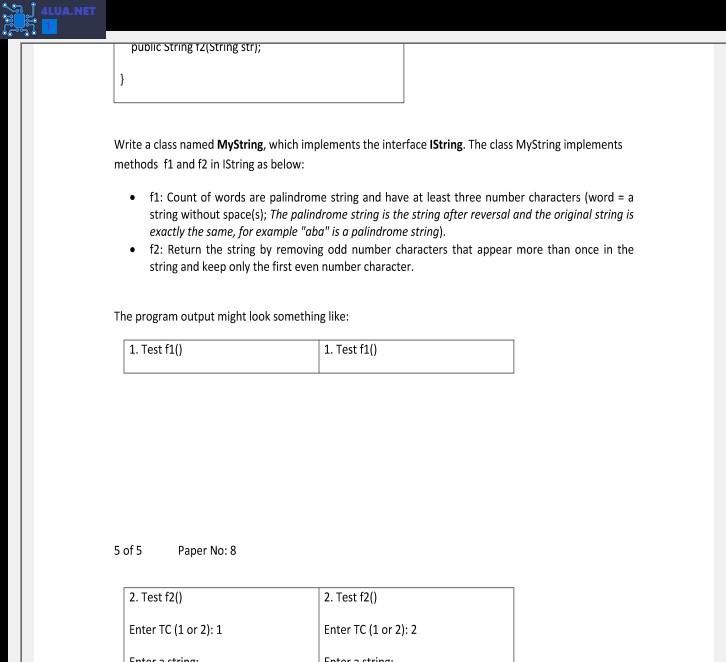 4LUA.NET
public String f2(String str);
}
Write a class named MyString, which implements the interface IString. The class MyString implements
methods f1 and f2 in IString as below:
• f1: Count of words are palindrome string and have at least three number characters (word = a
string without space(s); The palindrome string is the string after reversal and the original string is
exactly the same, for example "aba" is a palindrome string).
• f2: Return the string by removing odd number characters that appear more than once in the
string and keep only the first even number character.
The program output might look something like:
1. Test f1() 1. Test f1()
5 of 5 Paper No: 8
2. Test f2() 2. Test f2()
Enter TC (1 or 2): 1 Enter TC (1 or 2): 2
Enter a string: Enter a string: